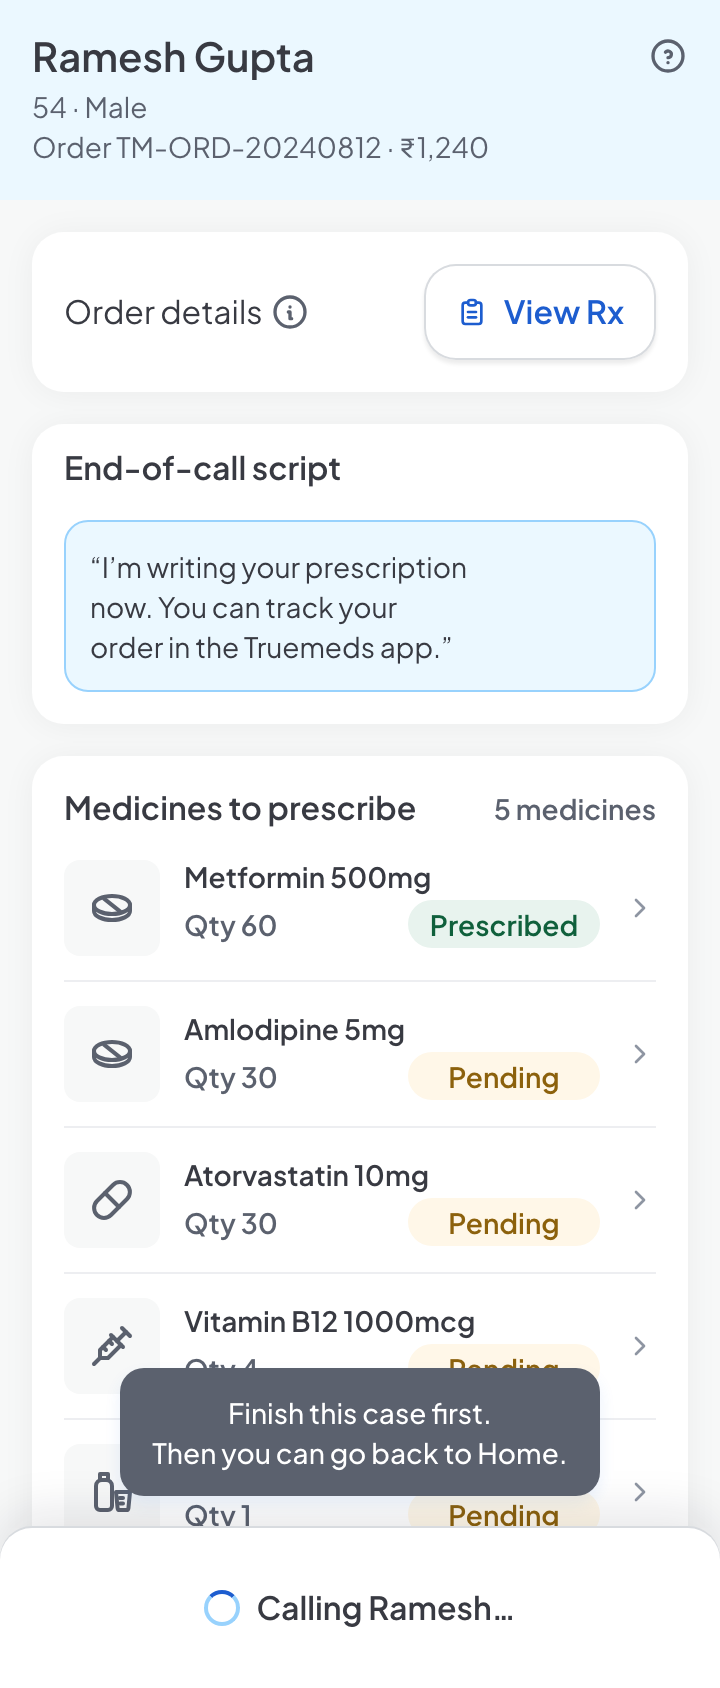 Ramesh Gupta
54 · Male
Order TM-ORD-20240812 · ₹1,240
Order details
View Rx
End-of-call script
“I’m writing your prescription
now. You can track your
order in the Truemeds app.”
Medicines to prescribe
5 medicines
Metformin 500mg
Qty 60
Prescribed
Amlodipine 5mg
Qty 30
Pending
Atorvastatin 10mg
Qty 30
Pending
Vitamin B12 1000mcg
Qty 4
Pending
Finish this case first.
Then you can go back to Home.
Qty 1
Pending
Calling Ramesh...